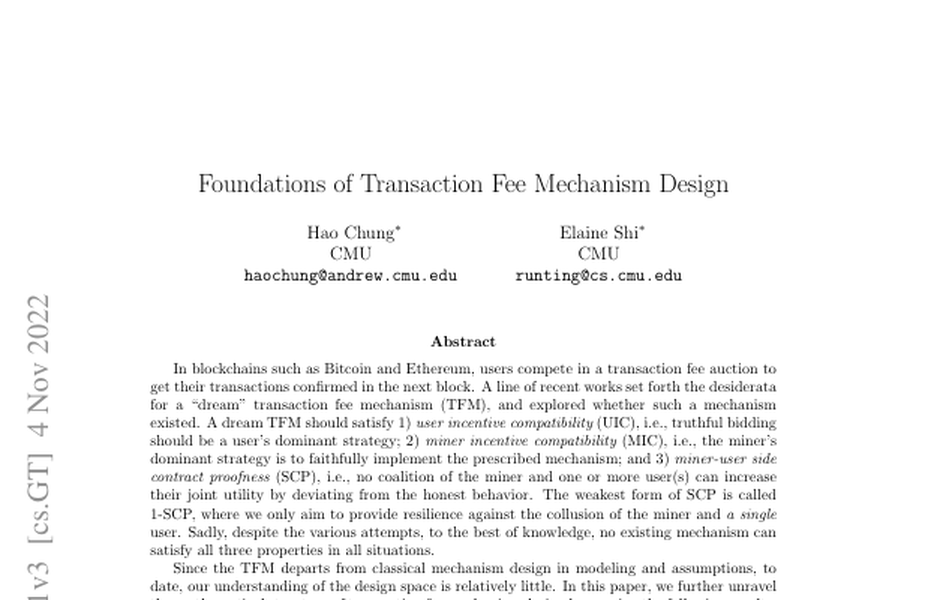 Foundations of Transaction Fee Mechanism Design
Hao Chung*
CMU
haochung@andrew.cmu.edu
Elaine Shi*
CMU
runting@cs.cmu.edu
Abstract
In blockchains such as Bitcoin and Ethereum, users compete in a transaction fee auction to
get their transactions confirmed in the next block. A line of recent works set forth the desiderata
for a “dream” transaction fee mechanism (TFM), and explored whether such a mechanism
existed. A dream TFM should satisfy 1) user incentive compatibility (UIC), i.e., truthful bidding
should be a user's dominant strategy; 2) miner incentive compatibility (MIC), i.e., the miner's
dominant strategy is to faithfully implement the prescribed mechanism; and 3) miner-user side
contract proofness (SCP), i.e., no coalition of the miner and one or more user(s) can increase
their joint utility by deviating from the honest behavior. The weakest form of SCP is called
1-SCP, where we only aim to provide resilience against the collusion of the miner and a single
user. Sadly, despite the various attempts, to the best of knowledge, no existing mechanism can
satisfy all three properties in all situations.
Since the TFM departs from classical mechanism design in modeling and assumptions, to
date, our understanding of the design space is relatively little. In this paper, we further unravel
v3 [cs.GT] 4 Nov 2022